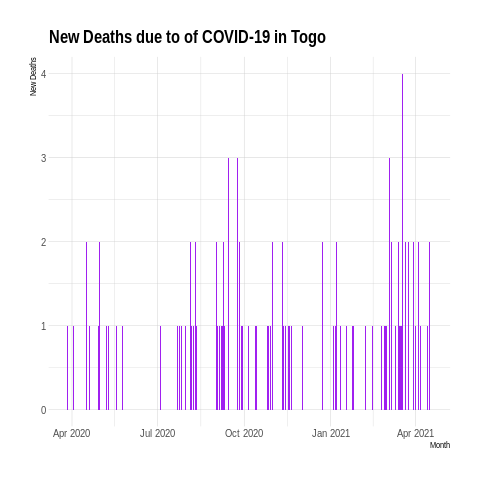 New Deaths due to of COVID-19 in Togo
New Deaths
4
3
2
1
0
Apr 2020
Jul 2020
Oct 2020
Jan 2021
Apr 2021
Month